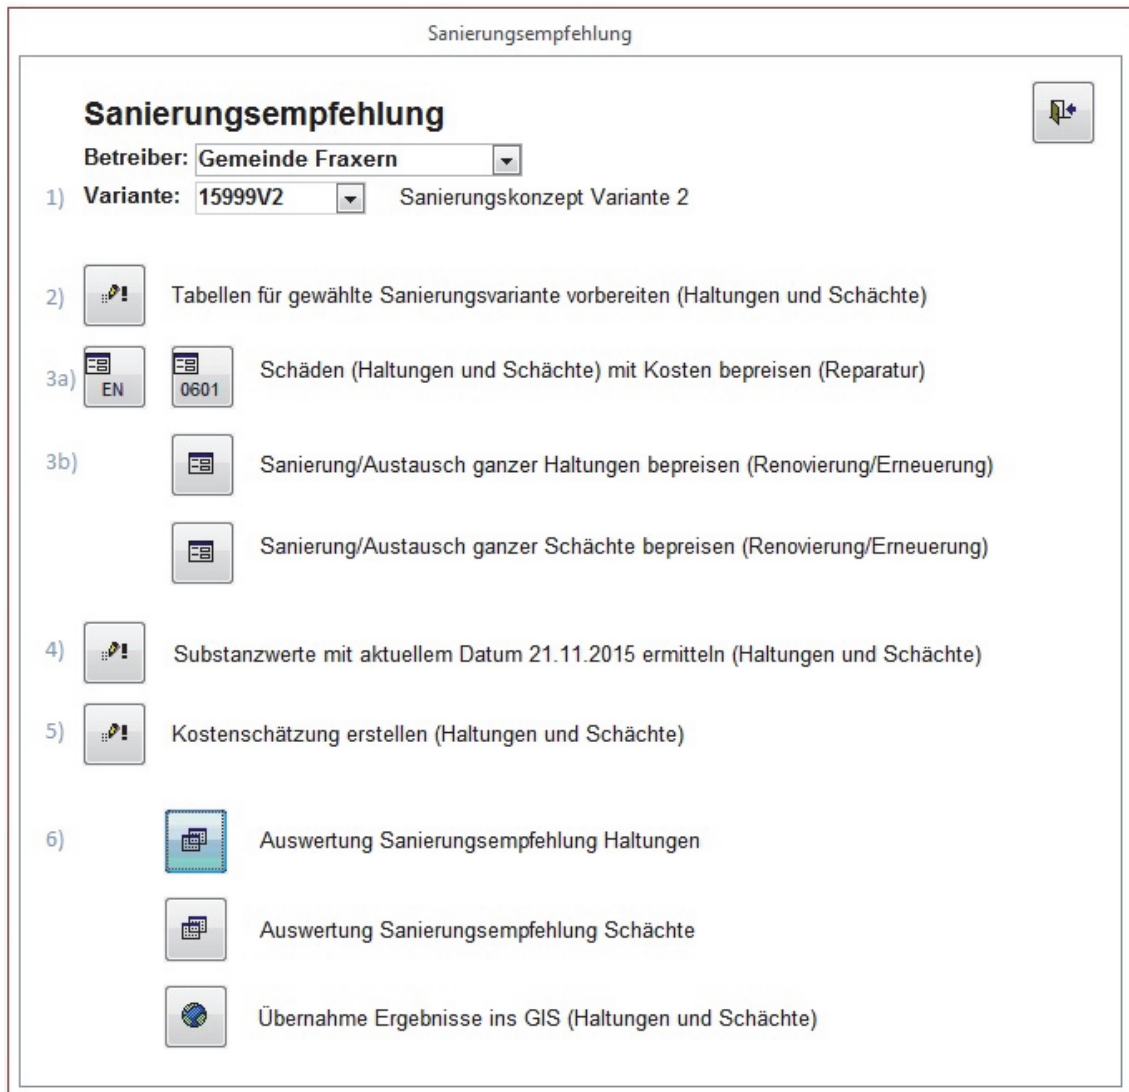 Sanierungsempfehlung
Sanierungsempfehlung
Betreiber: Gemeinde Fraxern
1) Variante: 15999V2 Sanierungskonzept Variante 2
2) Tabellen für gewählte Sanierungsvariante vorbereiten (Haltungen und Schächte)
3a) EN 0601 Schäden (Haltungen und Schächte) mit Kosten bepreisen (Reparatur)
3b) Sanierung/Austausch ganzer Haltungen bepreisen (Renovierung/Erneuerung)
Sanierung/Austausch ganzer Schächte bepreisen (Renovierung/Erneuerung)
4) Substanzwerte mit aktuellem Datum 21.11.2015 ermitteln (Haltungen und Schächte)
5) Kostenschätzung erstellen (Haltungen und Schächte)
6) Auswertung Sanierungsempfehlung Haltungen
Auswertung Sanierungsempfehlung Schächte
Übernahme Ergebnisse ins GIS (Haltungen und Schächte)